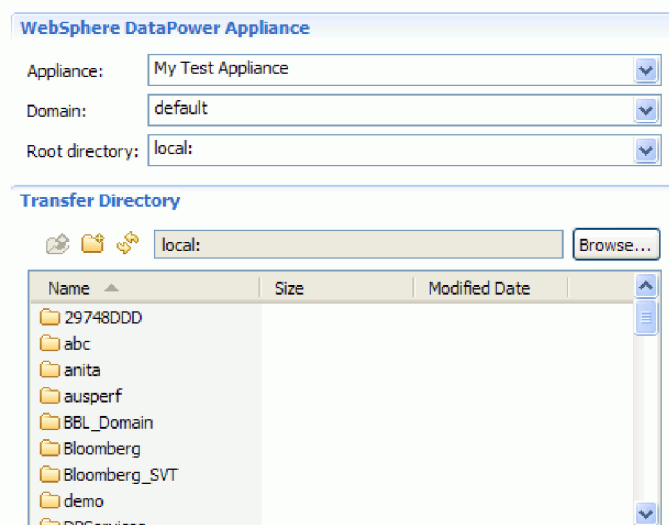 WebSphere DataPower Appliance
Appliance: My Test Appliance
Domain: default
Root directory: local:
Transfer Directory
local: Browse...
Name Size Modified Date
29748DDD
abc
anita
ausperf
BBL_Domain
Bloomberg
Bloomberg_SVT
demo